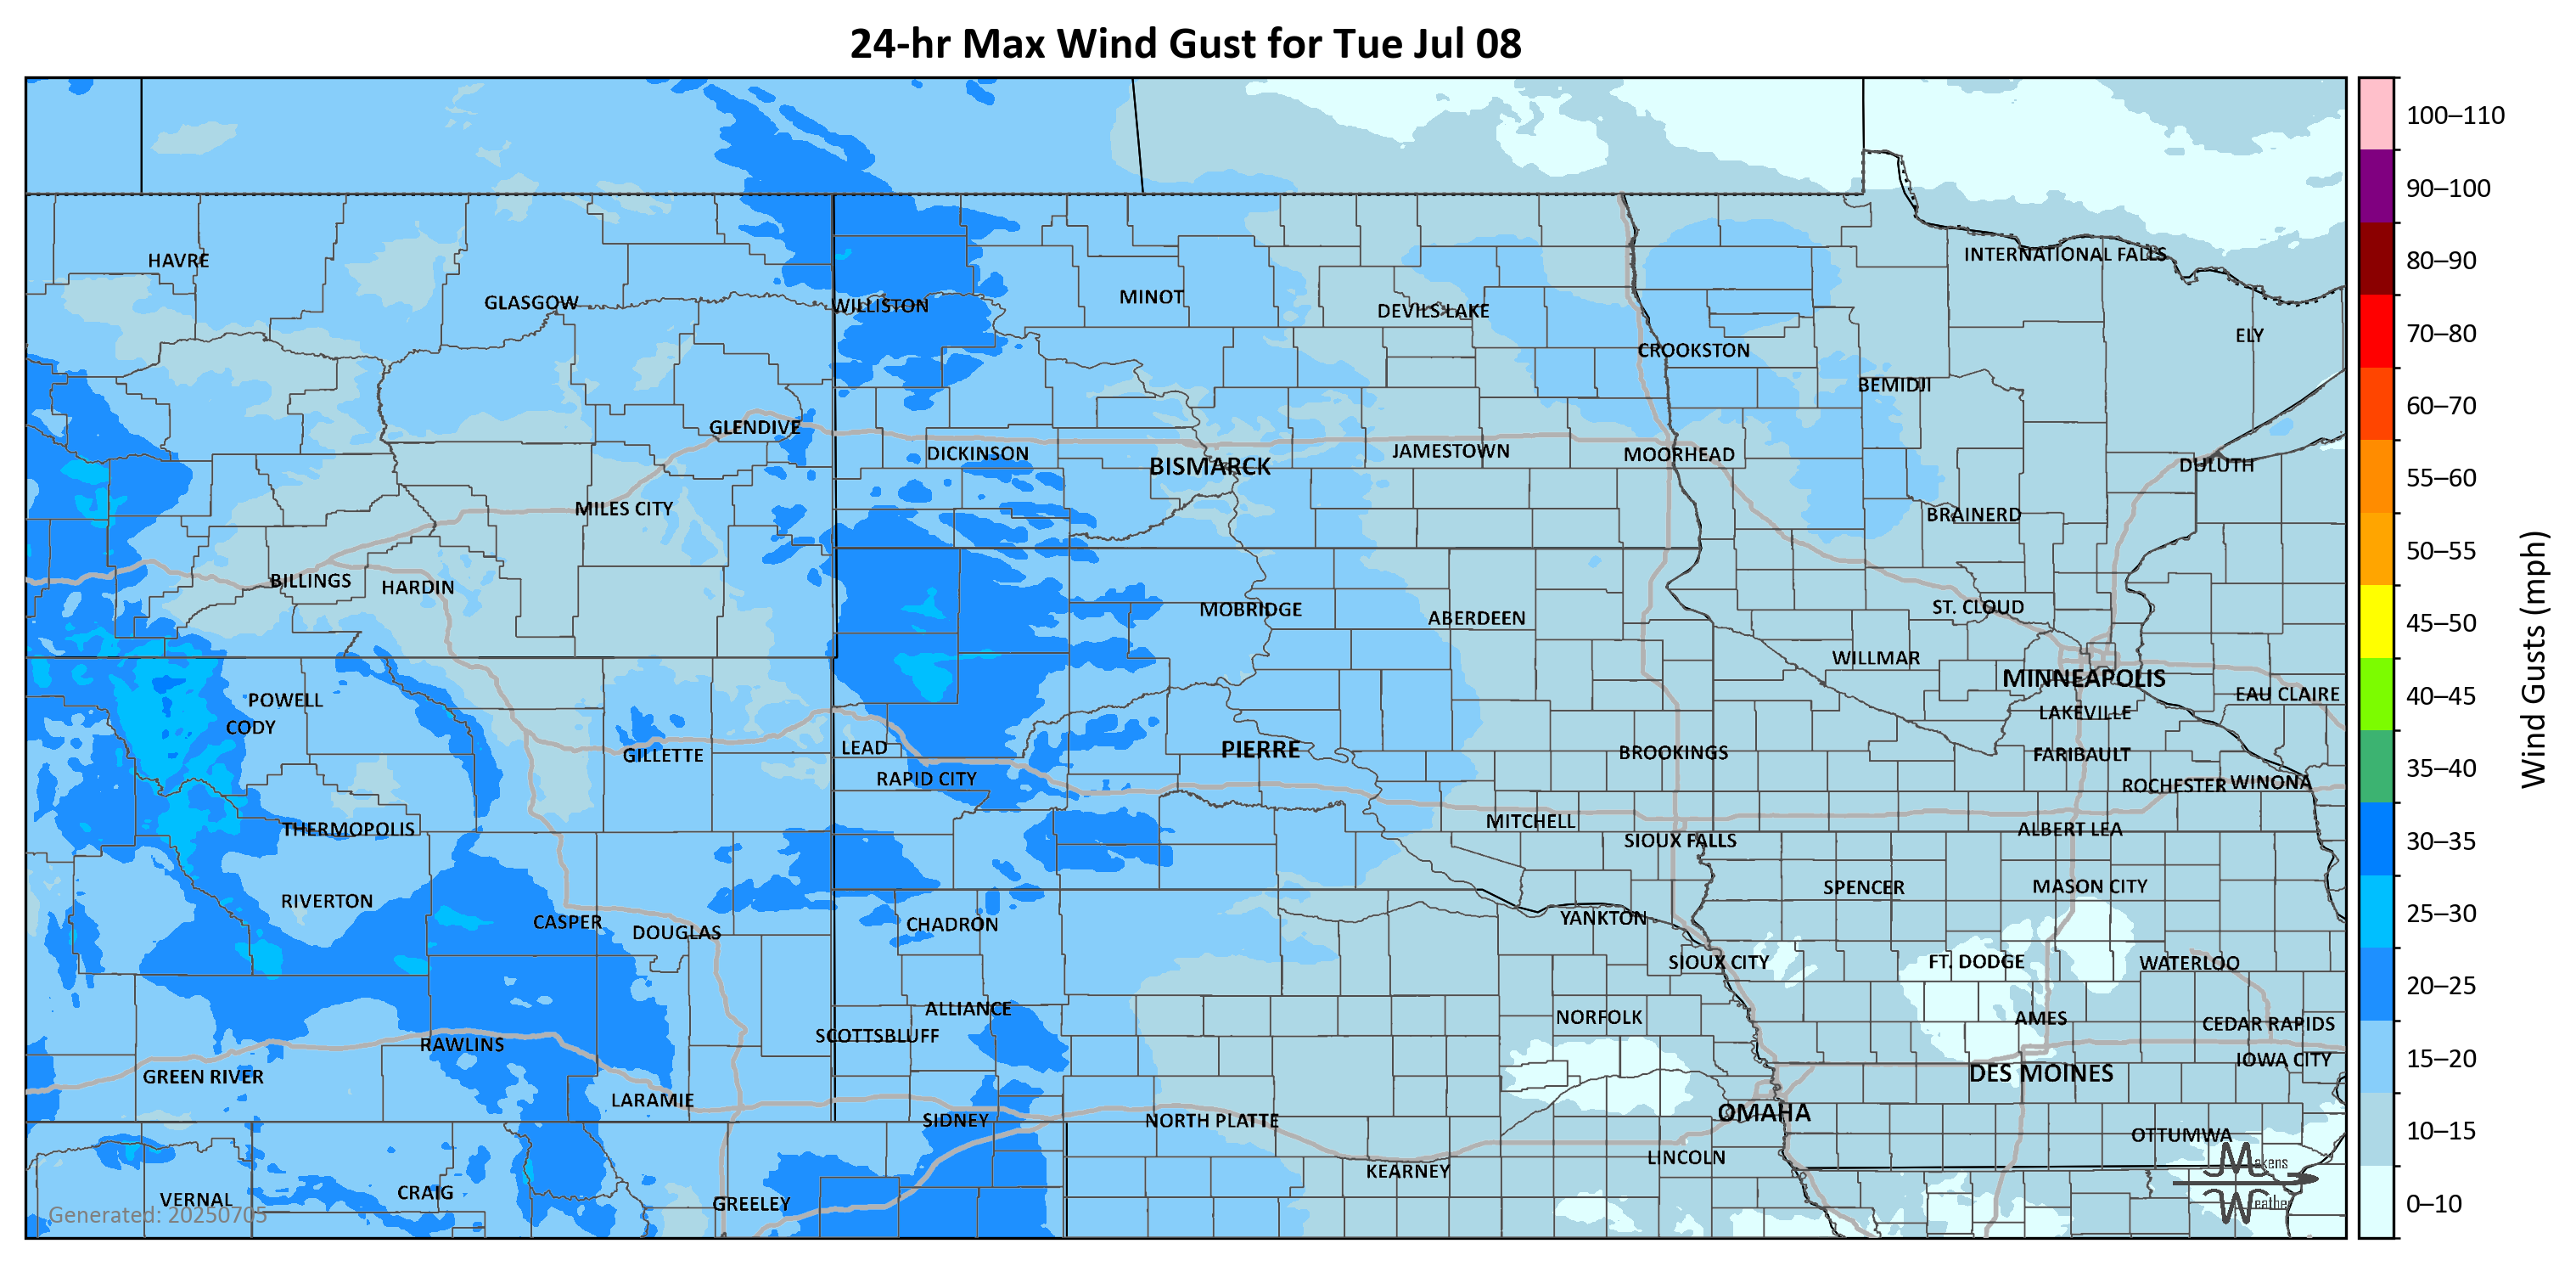 24-hr Max Wind Gust for Tue Jul 08
100–110
90–100
80–90
70–80
60–70
55–60
50–55
45–50
40–45
35–40
30–35
25–30
20–25
15–20
10–15
0–10
Wind Gusts (mph)
HAVRE
GLASGOW
WILLISTON
MINOT
DEVILS LAKE
CROOKSTON
INTERNATIONAL FALLS
ELY
BEMIDJI
GLENDIVE
DICKINSON
BISMARCK
JAMESTOWN
MOORHEAD
DULUTH
MILES CITY
BRAINERD
BILLINGS
HARDIN
MOBRIDGE
ABERDEEN
ST. CLOUD
WILLMAR
MINNEAPOLIS
EAU CLAIRE
POWELL
CODY
LAKEVILLE
GILLETTE
LEAD
PIERRE
BROOKINGS
FARIBAULT
RAPID CITY
ROCHESTER
WINONA
THERMOPOLIS
MITCHELL
SIOUX FALLS
ALBERT LEA
RIVERTON
SPENCER
MASON CITY
CASPER
DOUGLAS
CHADRON
YANKTON
SIOUX CITY
FT. DODGE
WATERLOO
ALLIANCE
SCOTTSBLUFF
NORFOLK
AMES
CEDAR RAPIDS
RAWLINS
IOWA CITY
GREEN RIVER
DES MOINES
LARAMIE
SIDNEY
NORTH PLATTE
OMAHA
OTTUMWA
KEARNEY
LINCOLN
VERNAL
CRAIG
GREELEY
Generated: 20250705
Makens
Weather